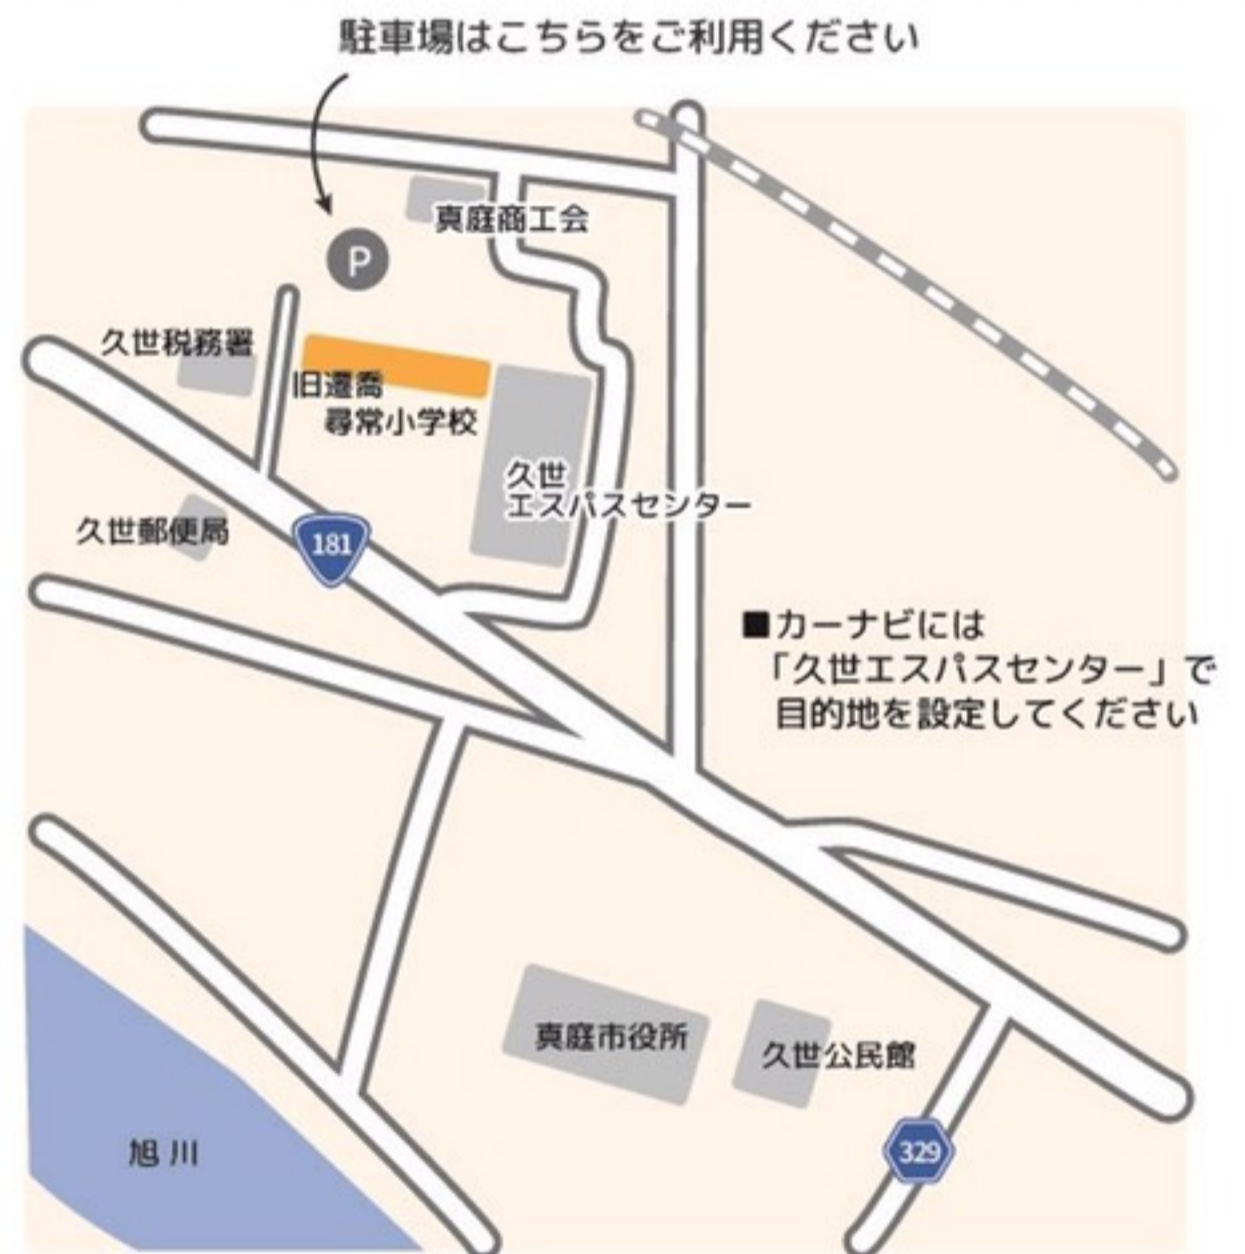 駐車場はこちらをご利用ください
真庭商工会
P
久世税務署
旧遷喬
尋常小学校
久世
エスパスセンター
久世郵便局
181
■カーナビには
「久世エスパスセンター」で
目的地を設定してください
真庭市役所
久世公民館
329
旭川